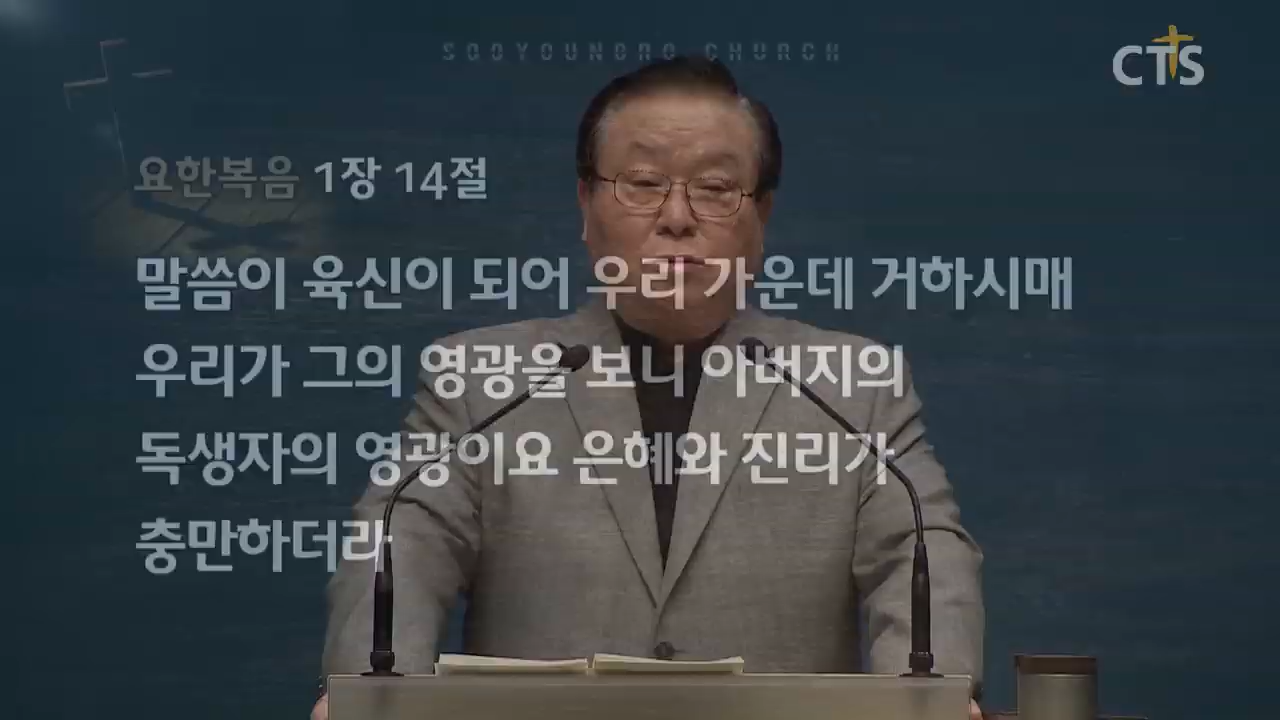 SOOYOUNGRO CHURCH
CTS
요한복음 1장 14절
말씀이 육신이 되어 우리 가운데 거하시매
우리가 그의 영광을 보니 아버지의
독생자의 영광이요 은혜와 진리가
충만하더라